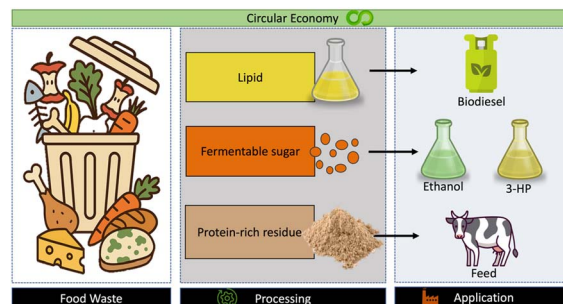 Circular Economy
Lipid
Biodiesel
Fermentable sugar
Ethanol
3-HP
Protein-rich residue
Feed
Food Waste
Processing
Application